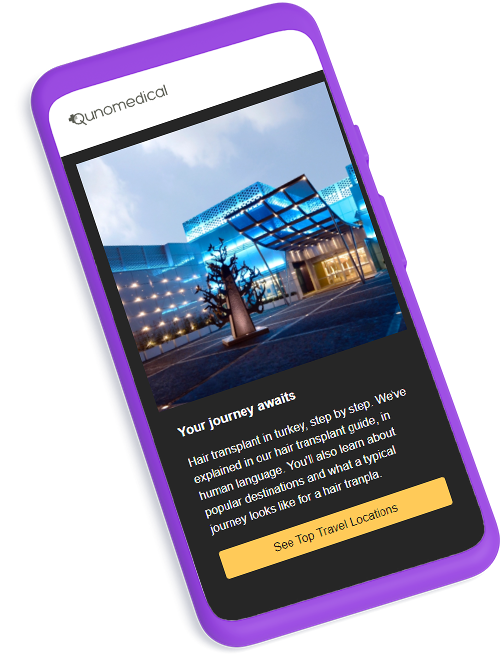 Qunomedical
Your journey awaits
Hair transplant in turkey, step by step. We've
explained in our hair transplant guide, in
human language. You'll also learn about
popular destinations and what a typical
journey looks like for a hair tranpla.
See Top Travel Locations